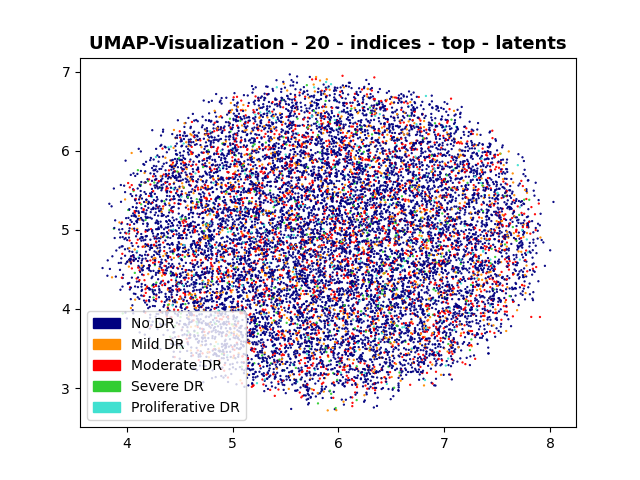 UMAP-Visualization - 20 - indices - top - latents
7
6
5
4
3
No DR
Mild DR
Moderate DR
Severe DR
Proliferative DR
4 5 6 7 8